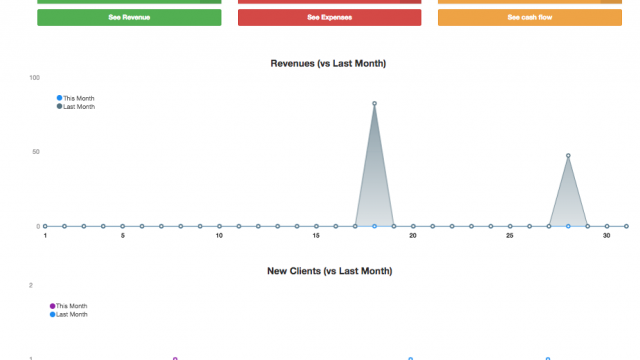 See Revenue
See Expenses
See cash flow
Revenues (vs Last Month)
100
This Month
Last Month
50
0
1 5 10 15 20 25 30
New Clients (vs Last Month)
2
This Month
Last Month
1